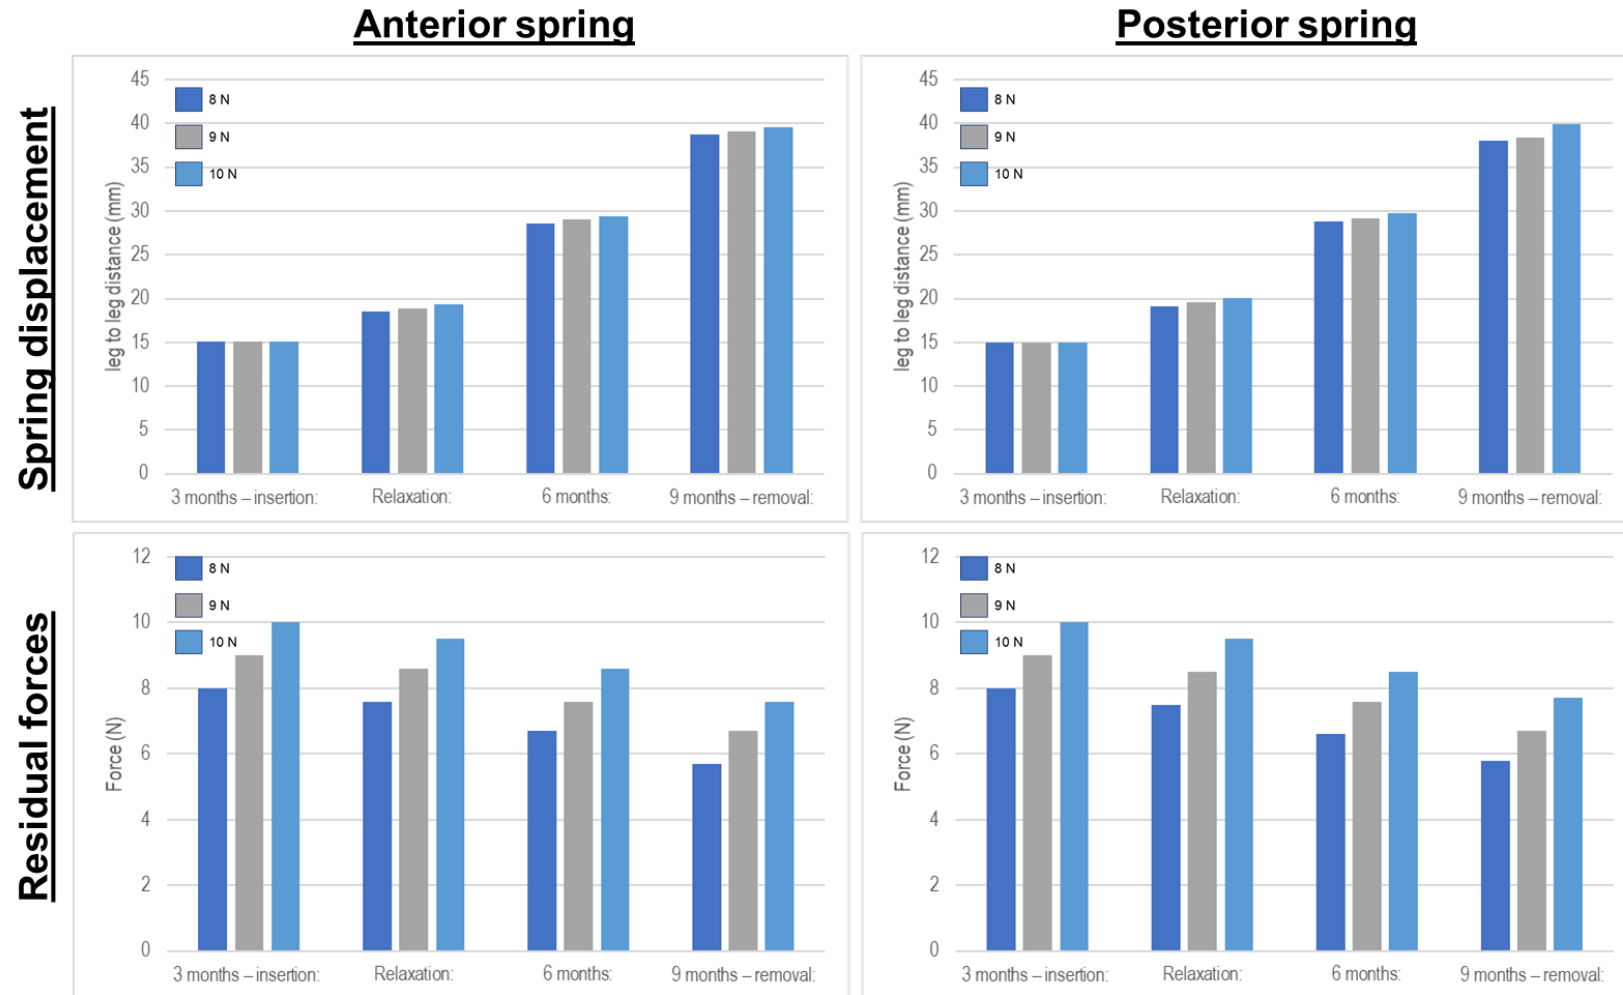 Anterior spring
Posterior spring
Spring displacement
45
40
35
30
25
20
15
10
5
0
leg to leg distance (mm)
8 N
9 N
10 N
3 months – insertion:
Relaxation:
6 months:
9 months – removal:
45
40
35
30
25
20
15
10
5
0
leg to leg distance (mm)
8 N
9 N
10 N
3 months – insertion:
Relaxation:
6 months:
9 months – removal:
Residual forces
12
10
8
6
4
2
0
Force (N)
8 N
9 N
10 N
3 months – insertion:
Relaxation:
6 months:
9 months – removal:
12
10
8
6
4
2
0
Force (N)
8 N
9 N
10 N
3 months – insertion:
Relaxation:
6 months:
9 months – removal: